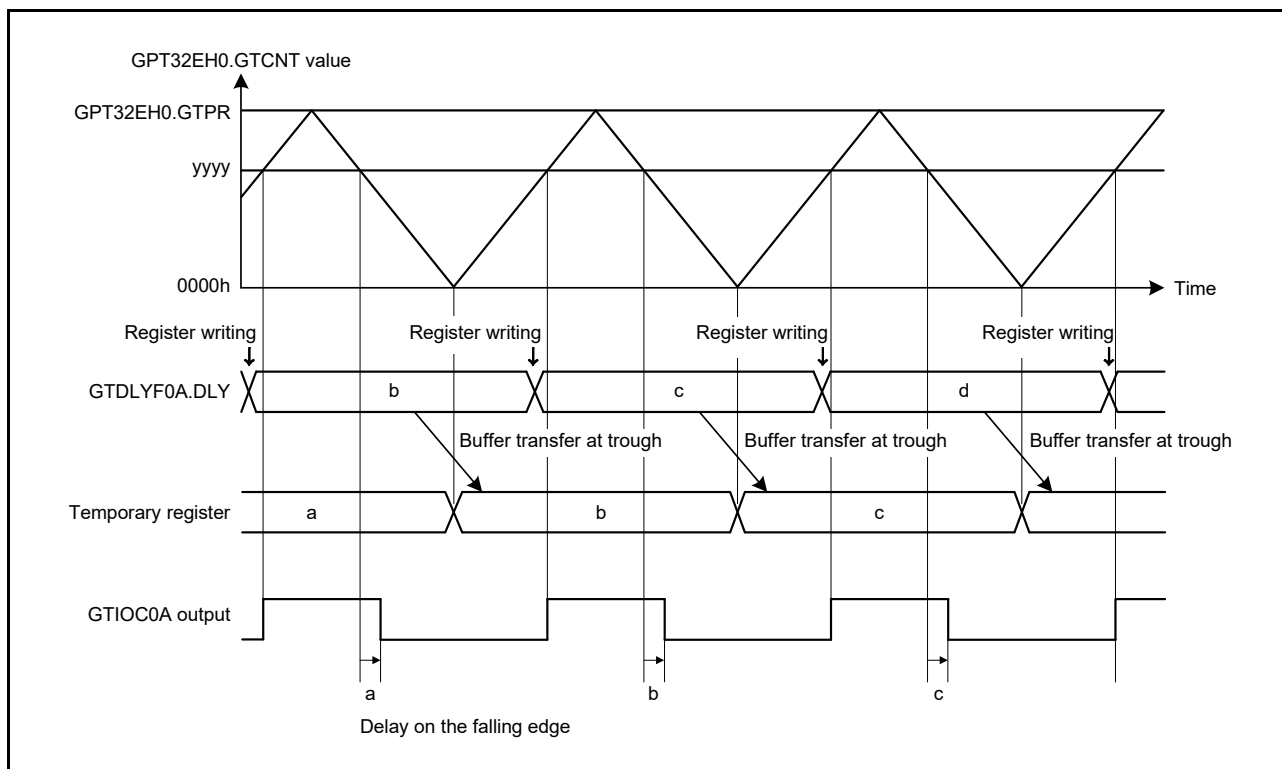 GPT32EH0.GTCNT value
GPT32EH0.GTPR
yyyy
0000h
Time
Register writing
Register writing
Register writing
Register writing
GTDLYF0A.DLY
b
c
d
Buffer transfer at trough
Buffer transfer at trough
Buffer transfer at trough
Temporary register
a
b
c
GTIOC0A output
a
b
c
Delay on the falling edge